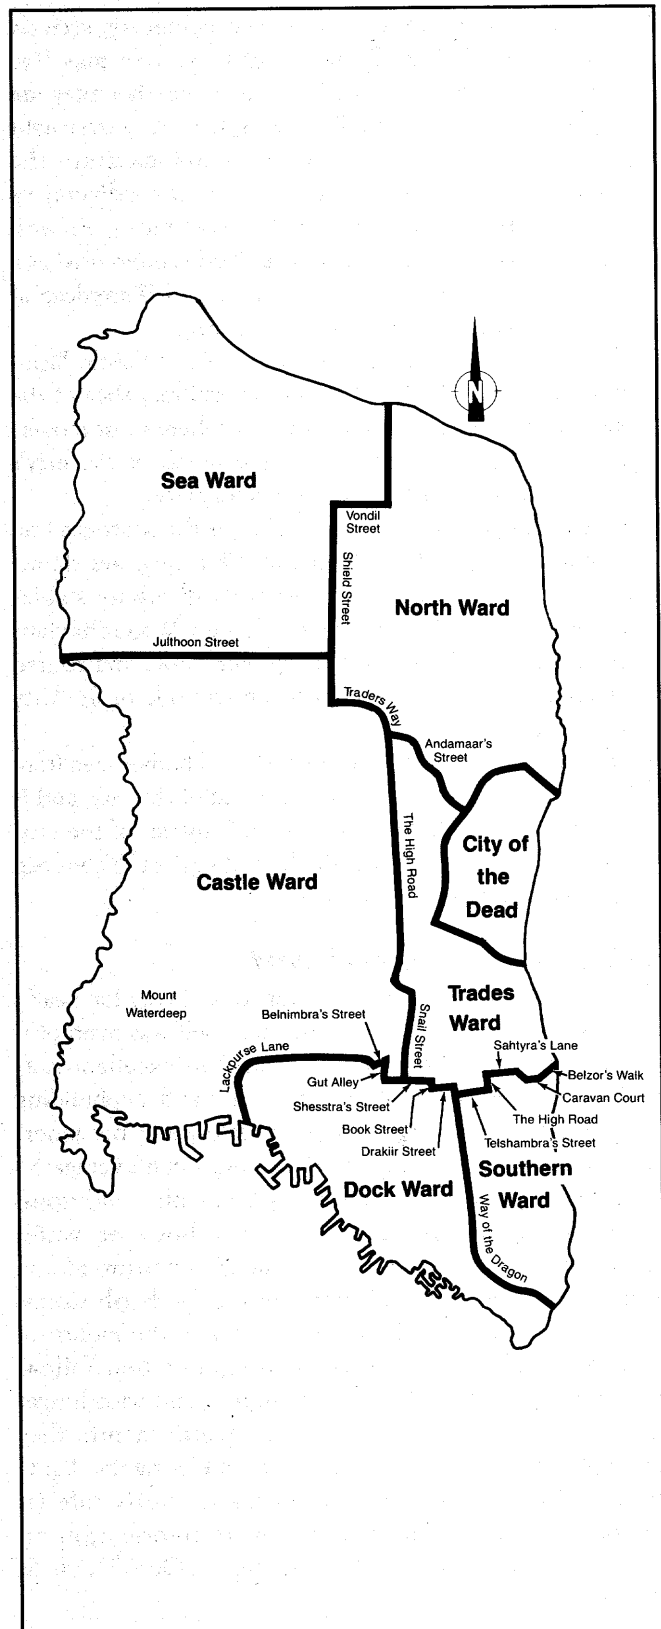 N
Sea Ward
Vondil
Street
Shield Street
North Ward
Julthoon Street
Traders Way
Andamaar's
Street
The High Road
City of
the
Dead
Castle Ward
Mount
Waterdeep
Trades
Ward
Belnimbra's Street
Snail Street
Sahtyra's Lane
Lackpurse Lane
Gut Alley
Belzor's Walk
Caravan Court
Shesstra's Street
The High Road
Book Street
Telshambra's Street
Drakiir Street
Southern
Ward
Dock Ward
Way of the Dragon